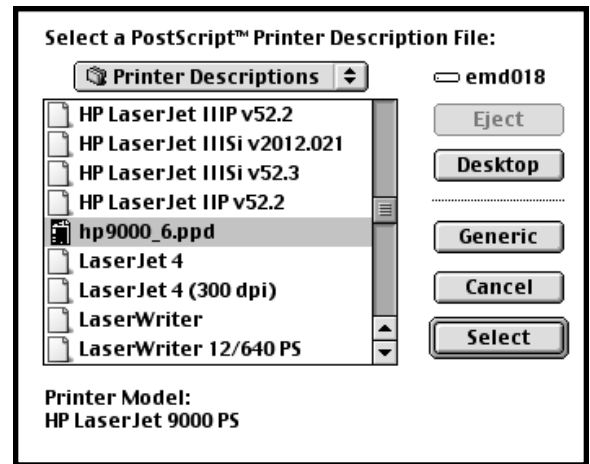 Select a PostScript™ Printer Description File:
Printer Descriptions
emd018
HP LaserJet IIIP v52.2
HP LaserJet IIISi v2012.021
HP LaserJet IIISi v52.3
HP LaserJet IIP v52.2
hp9000_6.ppd
LaserJet 4
LaserJet 4 (300 dpi)
LaserWriter
LaserWriter 12/640 PS
Eject
Desktop
Generic
Cancel
Select
Printer Model:
HP LaserJet 9000 PS